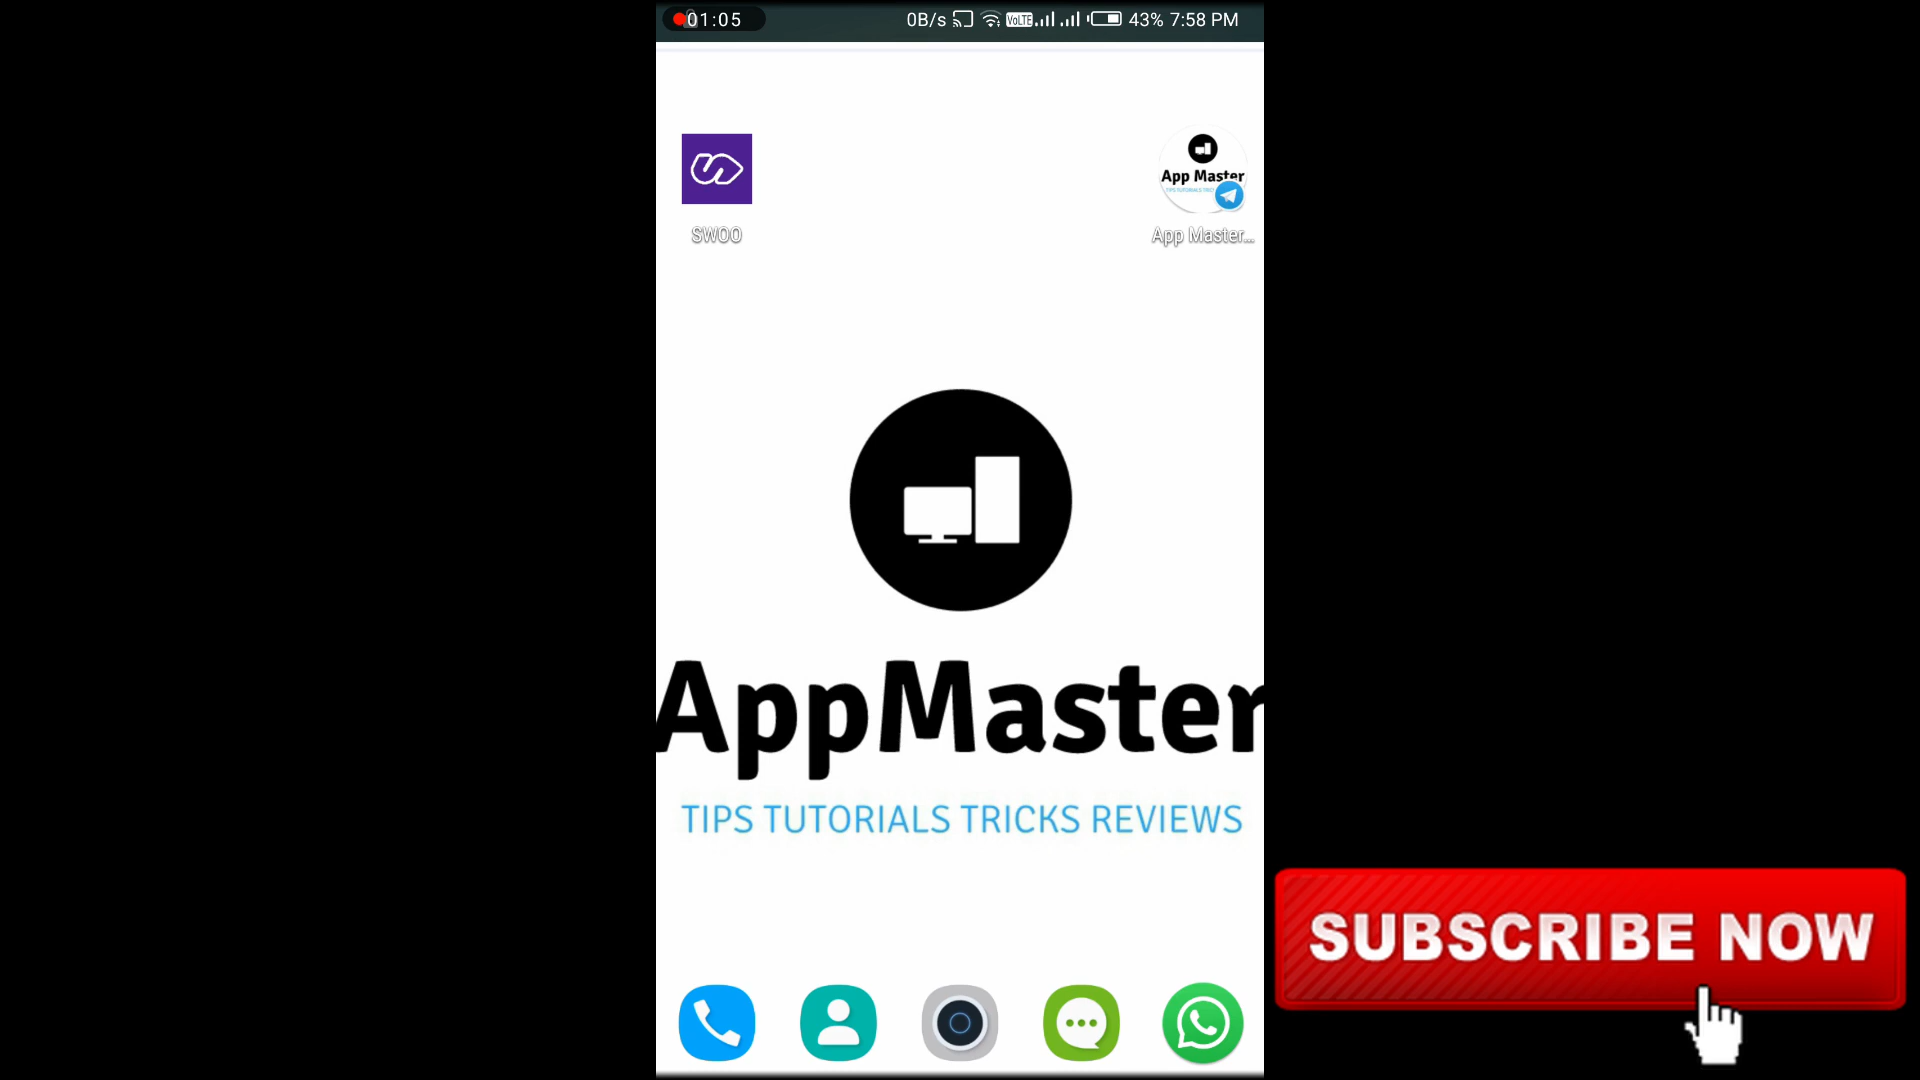 01:05 0B/s VoLTE 43% 7:58 PM
App Master
SWOO
App Master...
AppMaster
TIPS TUTORIALS TRICKS REVIEWS
SUBSCRIBE NOW